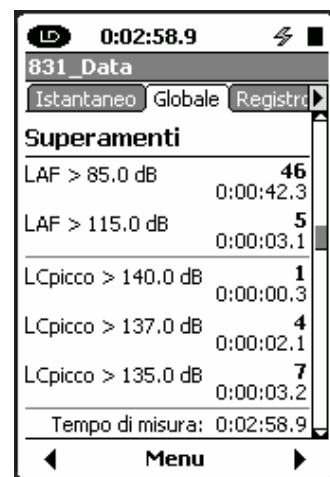 LD 0:02:58.9
831_Data
Istantaneo Globale Registro
Superamenti
LAF > 85.0 dB 46
0:00:42.3
LAF > 115.0 dB 5
0:00:03.1
LCpicco > 140.0 dB 1
0:00:00.3
LCpicco > 137.0 dB 4
0:00:02.1
LCpicco > 135.0 dB 7
0:00:03.2
Tempo di misura: 0:02:58.9
Menu